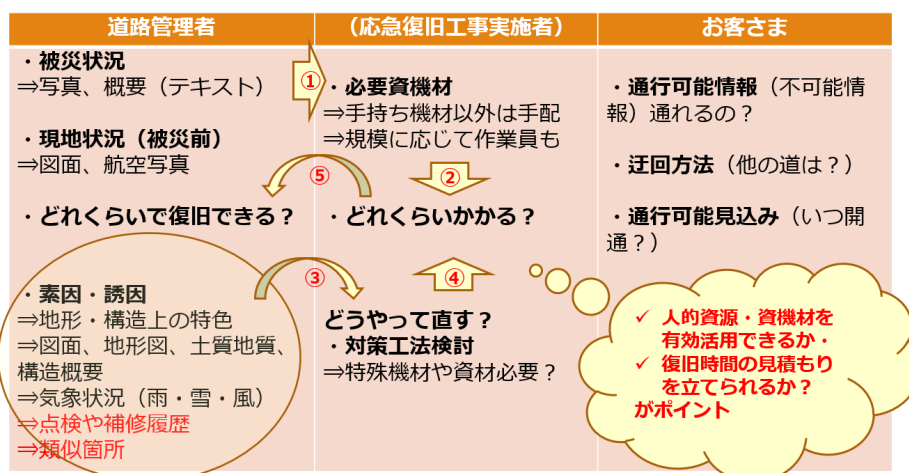 道路管理者
・被災状況
⇒写真、概要（テキスト）
・現地状況（被災前）
⇒図面、航空写真
・どれくらいで復旧できる？
・素因・誘因
⇒地形・構造上の特色
⇒図面、地形図、土質地質、
構造概要
⇒気象状況（雨・雪・風）
⇒点検や補修履歴
⇒類似箇所
①
⑤
③
（応急復旧工事実施者）
・必要資機材
⇒手持ち機材以外は手配
⇒規模に応じて作業員も
②
・どれくらいかかる？
④
どうやって直す？
・対策工法検討
⇒特殊機材や資材必要？
お客さま
・通行可能情報（不可能情
報）通れるの？
・迂回方法（他の道は？）
・通行可能見込み（いつ開
通？）
✓ 人的資源・資機材を
有効活用できるか・
✓ 復旧時間の見積もり
を立てられるか？
がポイント